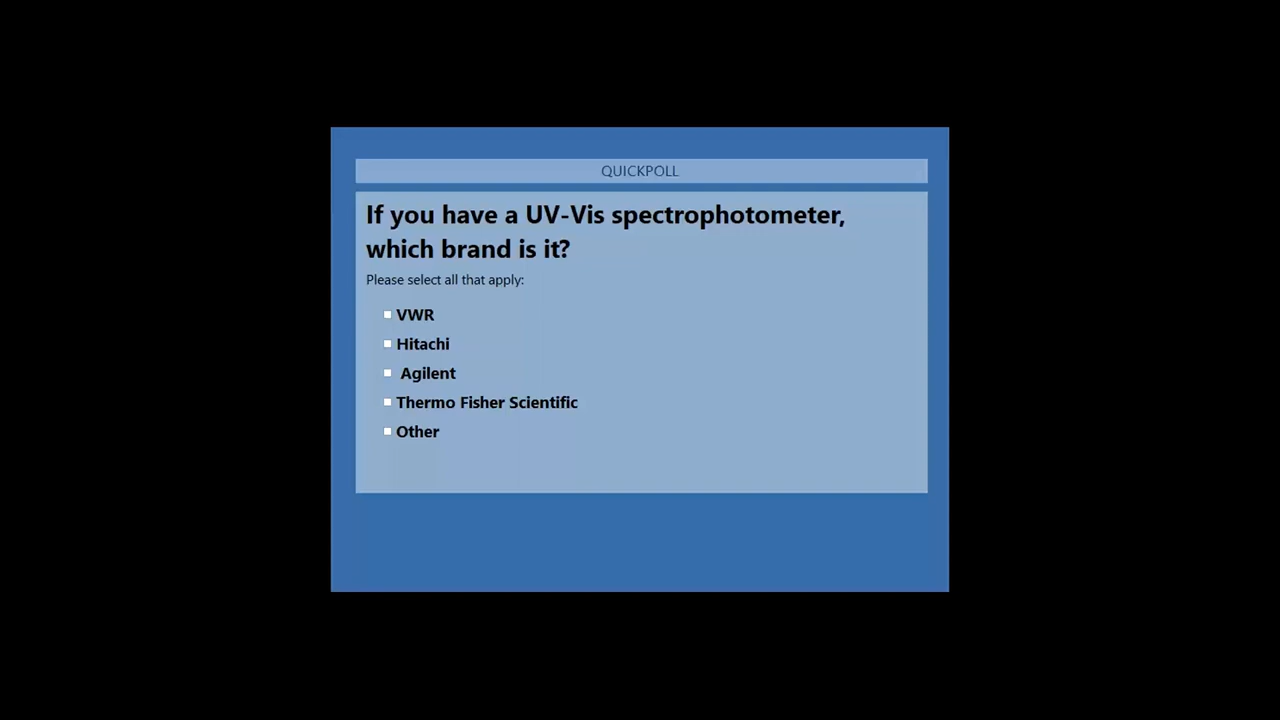 QUICKPOLL
If you have a UV-Vis spectrophotometer,
which brand is it?
Please select all that apply:
VWR
Hitachi
Agilent
Thermo Fisher Scientific
Other